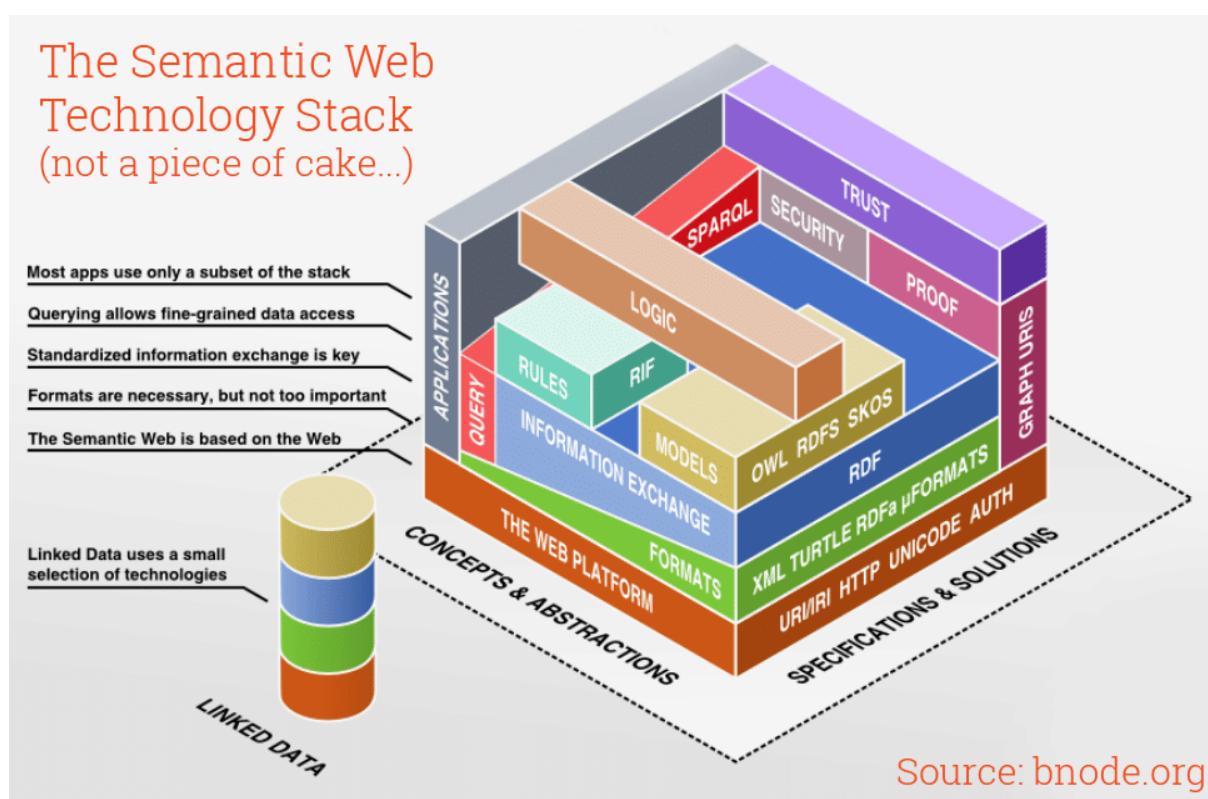 The Semantic Web
Technology Stack
(not a piece of cake...)
Most apps use only a subset of the stack
Querying allows fine-grained data access
Standardized information exchange is key
Formats are necessary, but not too important
The Semantic Web is based on the Web
Linked Data uses a small
selection of technologies
LINKED DATA
APPLICATIONS
QUERY
SPARQL
SECURITY
TRUST
PROOF
GRAPH URIS
LOGIC
RULES
RIF
MODELS
OWL RDFS SKOS
INFORMATION EXCHANGE
RDF
FORMATS
XML TURTLE RDFa µFORMATS
THE WEB PLATFORM
URI/IRI HTTP UNICODE AUTH
CONCEPTS & ABSTRACTIONS
SPECIFICATIONS & SOLUTIONS
Source: bnode.org